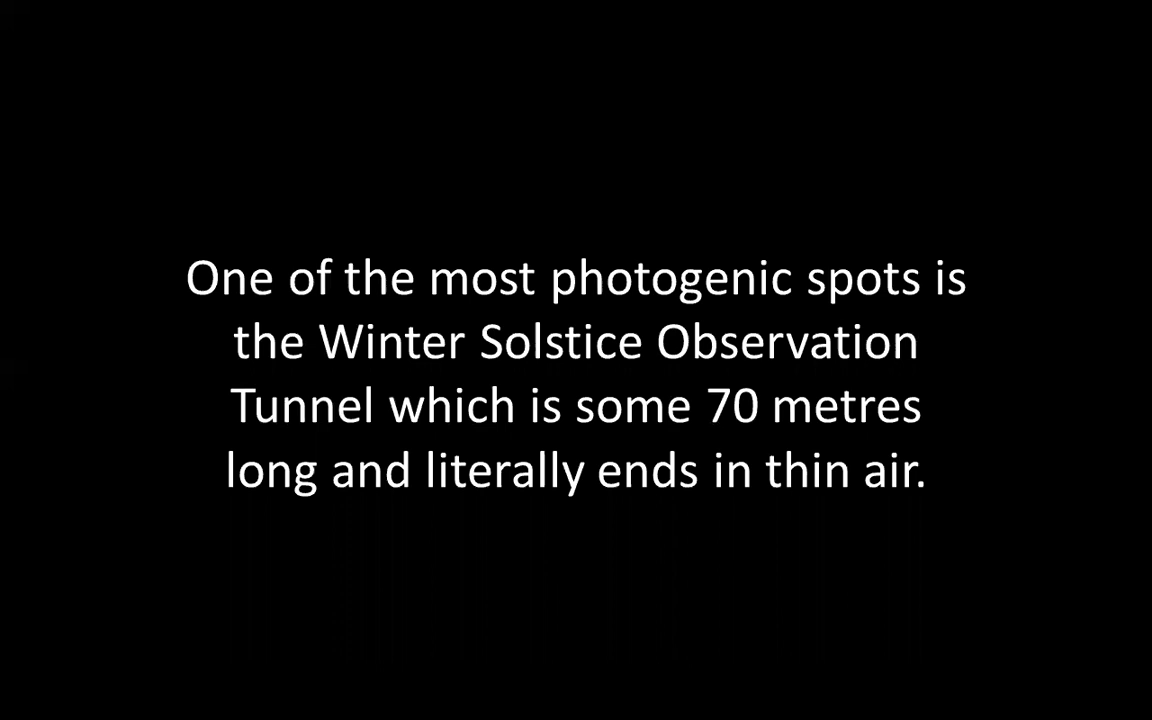 One of the most photogenic spots is
the Winter Solstice Observation
Tunnel which is some 70 metres
long and literally ends in thin air.